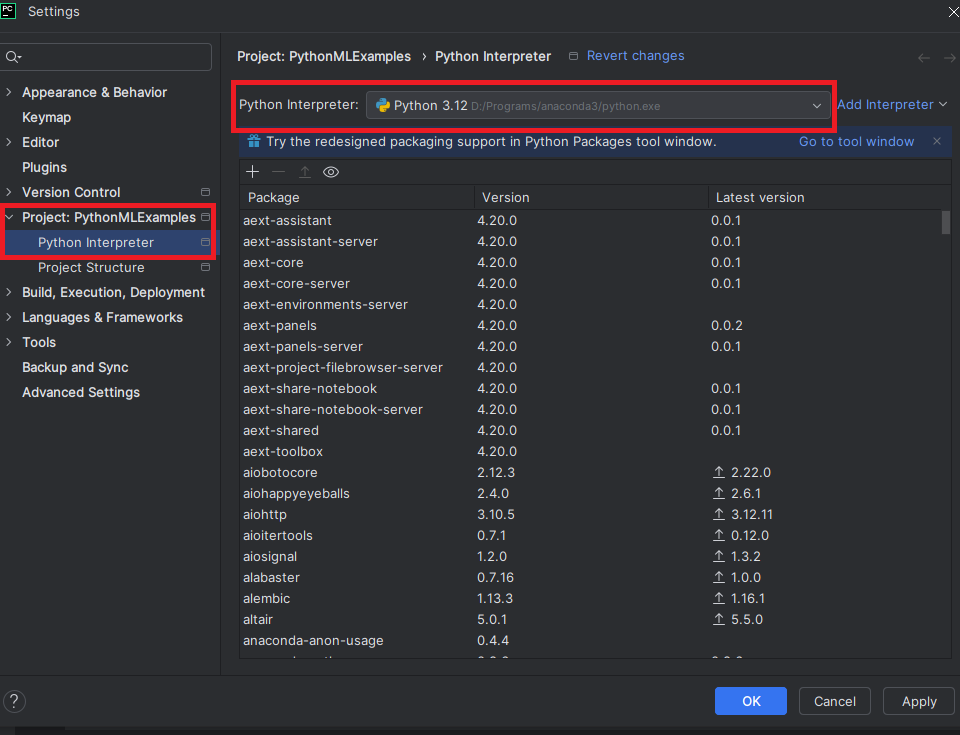 PC
Settings
Project: PythonMLExamples › Python Interpreter Revert changes
Appearance & Behavior
Keymap
Editor
Plugins
Version Control
Project: PythonMLExamples
Python Interpreter
Project Structure
Build, Execution, Deployment
Languages & Frameworks
Tools
Backup and Sync
Advanced Settings
Python Interpreter: Python 3.12 D:/Programs/anaconda3/python.exe Add Interpreter
Try the redesigned packaging support in Python Packages tool window. Go to tool window
Package Version Latest version
aext-assistant 4.20.0 0.0.1
aext-assistant-server 4.20.0 0.0.1
aext-core 4.20.0 0.0.1
aext-core-server 4.20.0 0.0.1
aext-environments-server 4.20.0
aext-panels 4.20.0 0.0.2
aext-panels-server 4.20.0 0.0.1
aext-project-filebrowser-server 4.20.0
aext-share-notebook 4.20.0 0.0.1
aext-share-notebook-server 4.20.0 0.0.1
aext-shared 4.20.0 0.0.1
aext-toolbox 4.20.0
aiobotocore 2.12.3 2.22.0
aiohappyeyeballs 2.4.0 2.6.1
aiohttp 3.10.5 3.12.11
aioitertools 0.7.1 0.12.0
aiosignal 1.2.0 1.3.2
alabaster 0.7.16 1.0.0
alembic 1.13.3 1.16.1
altair 5.0.1 5.5.0
anaconda-anon-usage 0.4.4
? OK Cancel Apply